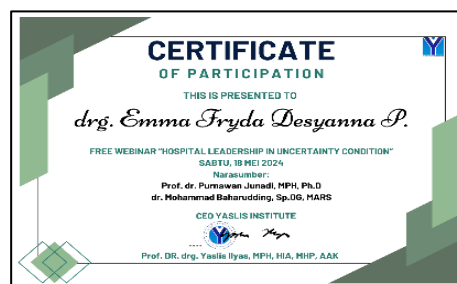 CERTIFICATE
OF PARTICIPATION
THIS IS PRESENTED TO
drg. Emma Fryda Desyanna P.
FREE WEBINAR "HOSPITAL LEADERSHIP IN UNCERTAINTY CONDITION"
SABTU, 18 MEI 2024
Narasumber:
Prof. dr. Purnawan Junadi, MPH, Ph.D
dr. Mohammad Baharudding, Sp.OG, MARS
CEO YASLIS INSTITUTE
Prof. DR. drg. Yaslis Ilyas, MPH, HIA, MHP, AAK